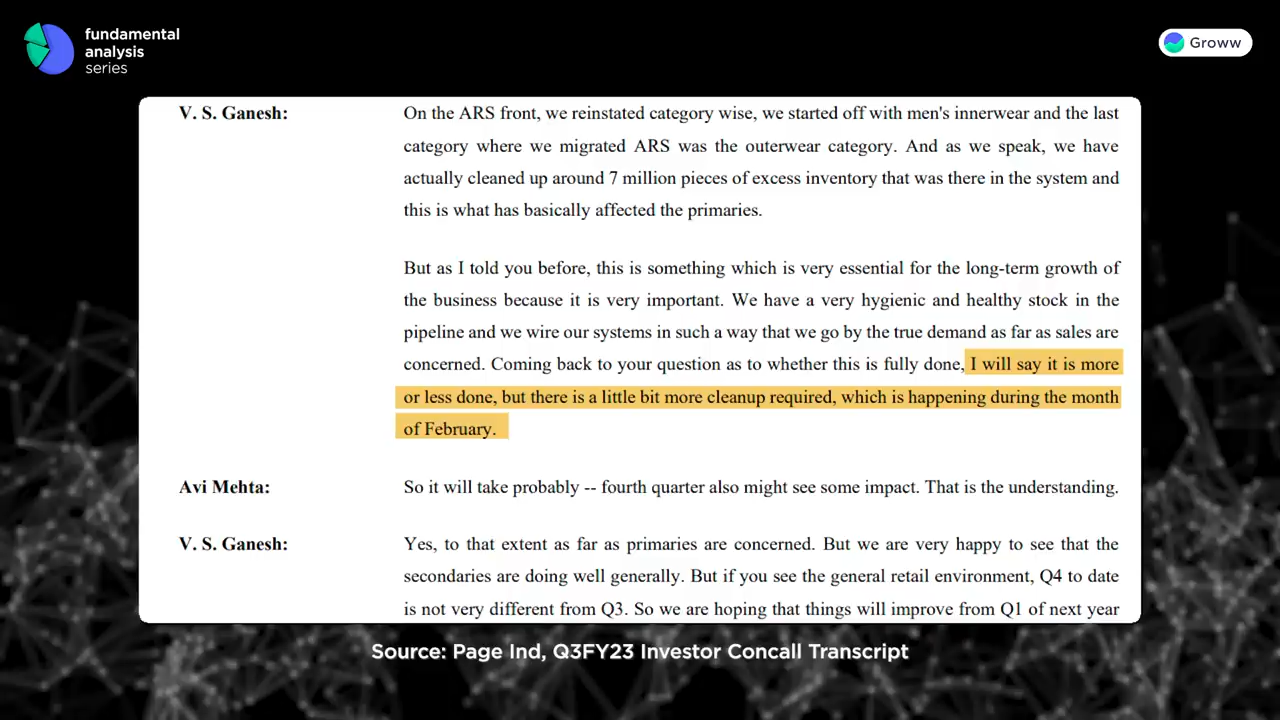 fundamental
analysis
series
Groww
V. S. Ganesh: On the ARS front, we reinstated category wise, we started off with men's innerwear and the last
category where we migrated ARS was the outerwear category. And as we speak, we have
actually cleaned up around 7 million pieces of excess inventory that was there in the system and
this is what has basically affected the primaries.
But as I told you before, this is something which is very essential for the long-term growth of
the business because it is very important. We have a very hygienic and healthy stock in the
pipeline and we wire our systems in such a way that we go by the true demand as far as sales are
concerned. Coming back to your question as to whether this is fully done, I will say it is more
or less done, but there is a little bit more cleanup required, which is happening during the month
of February.
Avi Mehta: So it will take probably -- fourth quarter also might see some impact. That is the understanding.
V. S. Ganesh: Yes, to that extent as far as primaries are concerned. But we are very happy to see that the
secondaries are doing well generally. But if you see the general retail environment, Q4 to date
is not very different from Q3. So we are hoping that things will improve from Q1 of next year
Source: Page Ind, Q3FY23 Investor Concall Transcript